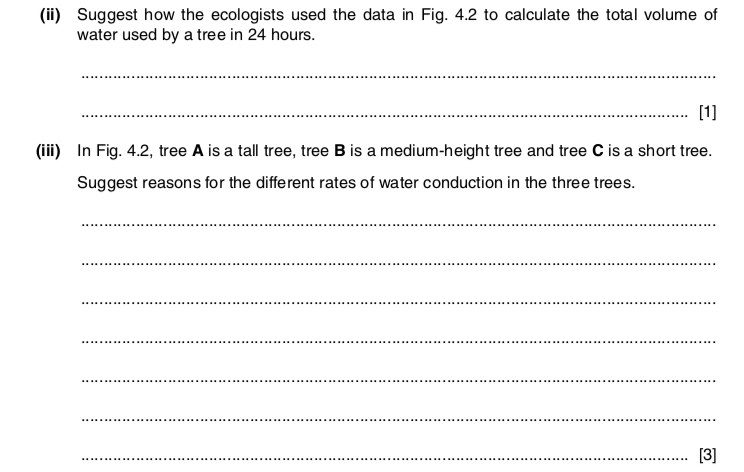 (ii) Suggest how the ecologists used the data in Fig. 4.2 to calculate the total volume of
water used by a tree in 24 hours.
..........................................................................................................................................
.................................................................................................................................... [1]
(iii) In Fig. 4.2, tree A is a tall tree, tree B is a medium-height tree and tree C is a short tree.
Suggest reasons for the different rates of water conduction in the three trees.
..........................................................................................................................................
..........................................................................................................................................
..........................................................................................................................................
..........................................................................................................................................
..........................................................................................................................................
..........................................................................................................................................
.................................................................................................................................... [3]